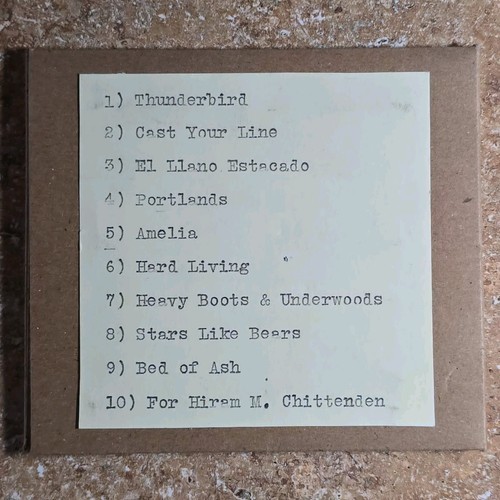 1) Thunderbird
2) Cast Your Line
3) El Llano Estacado
4) Portlands
5) Amelia
6) Hard Living
7) Heavy Boots & Underwoods
8) Stars Like Bears
9) Bed of Ash
10) For Hiram M. Chittenden